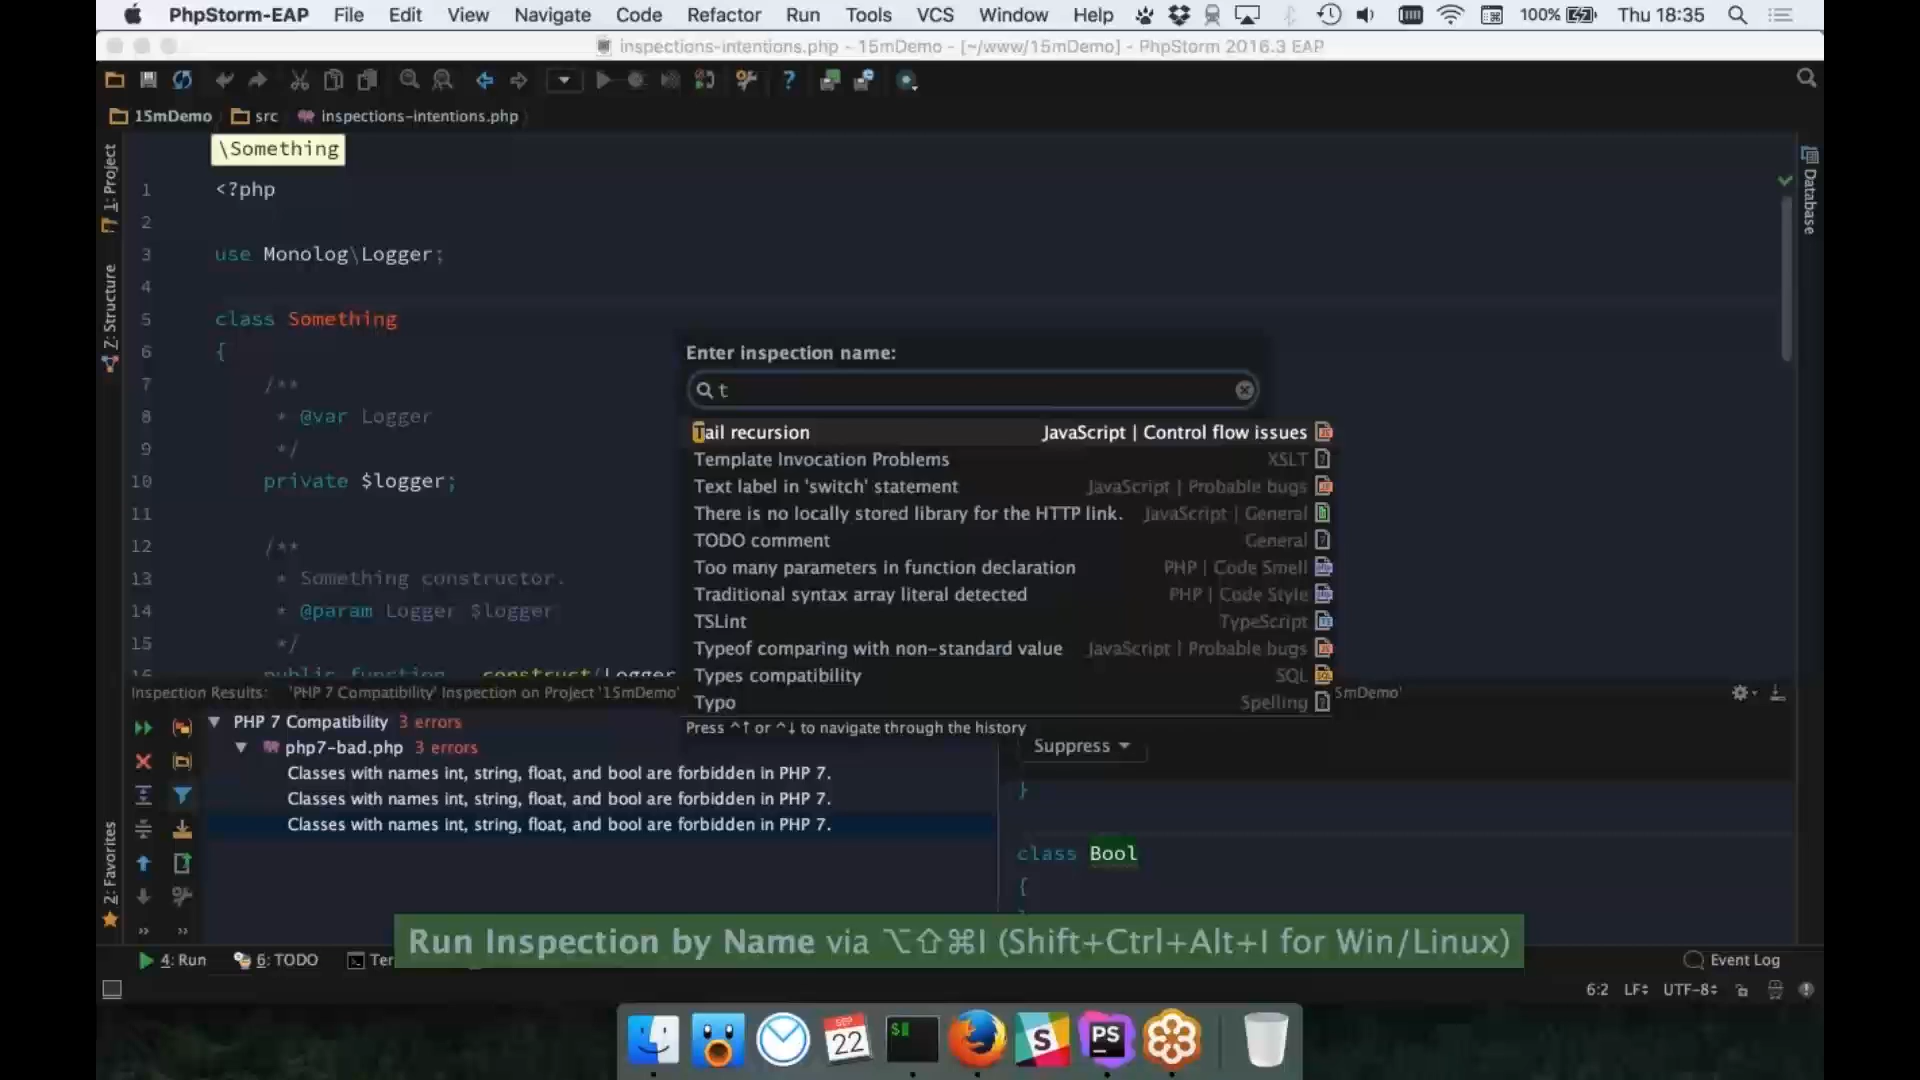 PhpStorm-EAP File Edit View Navigate Code Refactor Run Tools VCS Window Help 100% Thu 18:35
inspections-intentions.php - 15mDemo - [~/www/15mDemo] - PhpStorm 2016.3 EAP
15mDemo src inspections-intentions.php
\Something
1: Project
Z: Structure
2: Favorites
Database
1 <?php
2
3 use Monolog\Logger;
4
5 class Something
6 {
7 /**
8 * @var Logger
9 */
10 private $logger;
11
12 /**
13 * Something constructor.
14 * @param Logger $logger
15 */
16 public function __construct(Logger
Enter inspection name:
t
Tail recursion JavaScript | Control flow issues
Template Invocation Problems XSLT
Text label in 'switch' statement JavaScript | Probable bugs
There is no locally stored library for the HTTP link. JavaScript | General
TODO comment General
Too many parameters in function declaration PHP | Code Smell
Traditional syntax array literal detected PHP | Code Style
TSLint TypeScript
Typeof comparing with non-standard value JavaScript | Probable bugs
Types compatibility SQL
Typo Spelling
Press ^↑ or ^↓ to navigate through the history
Inspection Results: 'PHP 7 Compatibility' Inspection on Project '15mDemo' 5mDemo'
PHP 7 Compatibility 3 errors
php7-bad.php 3 errors
Classes with names int, string, float, and bool are forbidden in PHP 7.
Classes with names int, string, float, and bool are forbidden in PHP 7.
Classes with names int, string, float, and bool are forbidden in PHP 7.
Suppress
}
class Bool
{
Run Inspection by Name via ⌥⇧⌘I (Shift+Ctrl+Alt+I for Win/Linux)
4: Run 6: TODO Ter Event Log
6:2 LF÷ UTF-8÷
SEP
22
$
S
PS